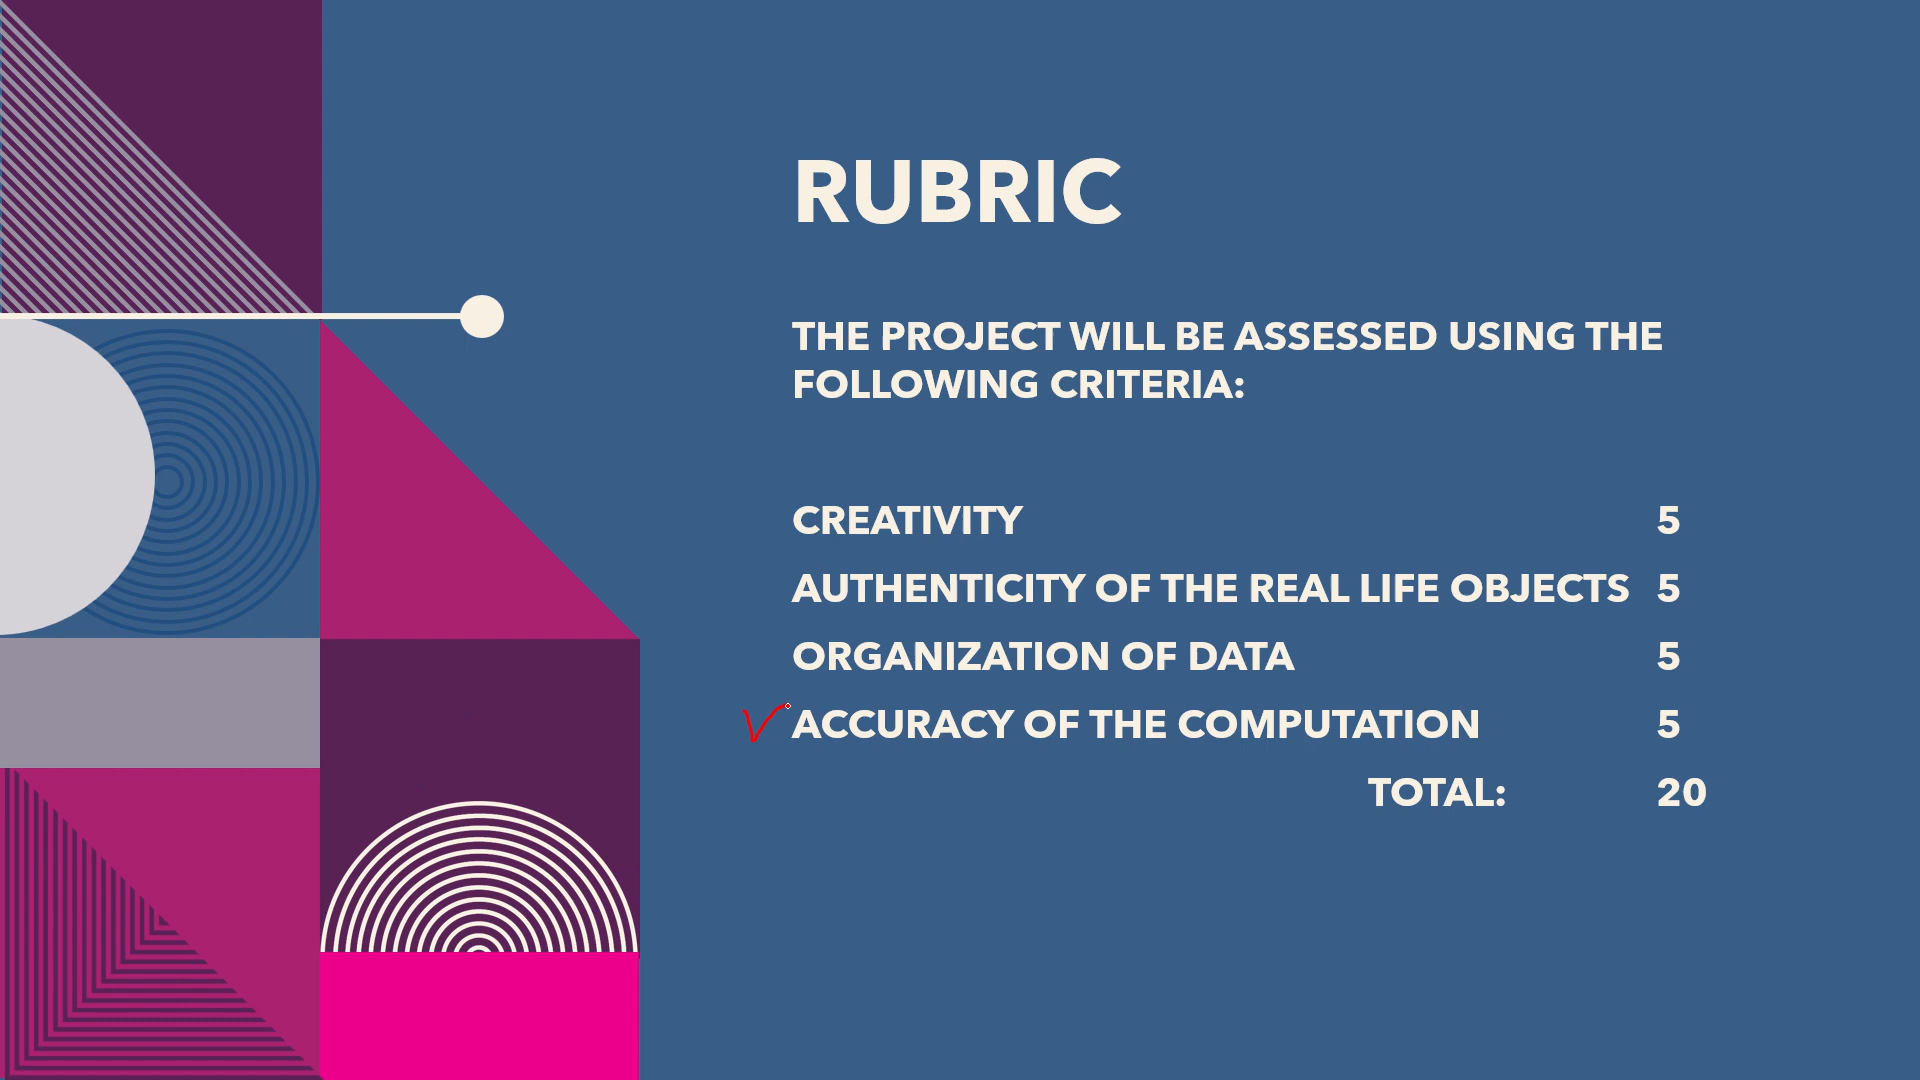 RUBRIC
THE PROJECT WILL BE ASSESSED USING THE
FOLLOWING CRITERIA:
CREATIVITY 5
AUTHENTICITY OF THE REAL LIFE OBJECTS 5
ORGANIZATION OF DATA 5
ACCURACY OF THE COMPUTATION 5
TOTAL: 20